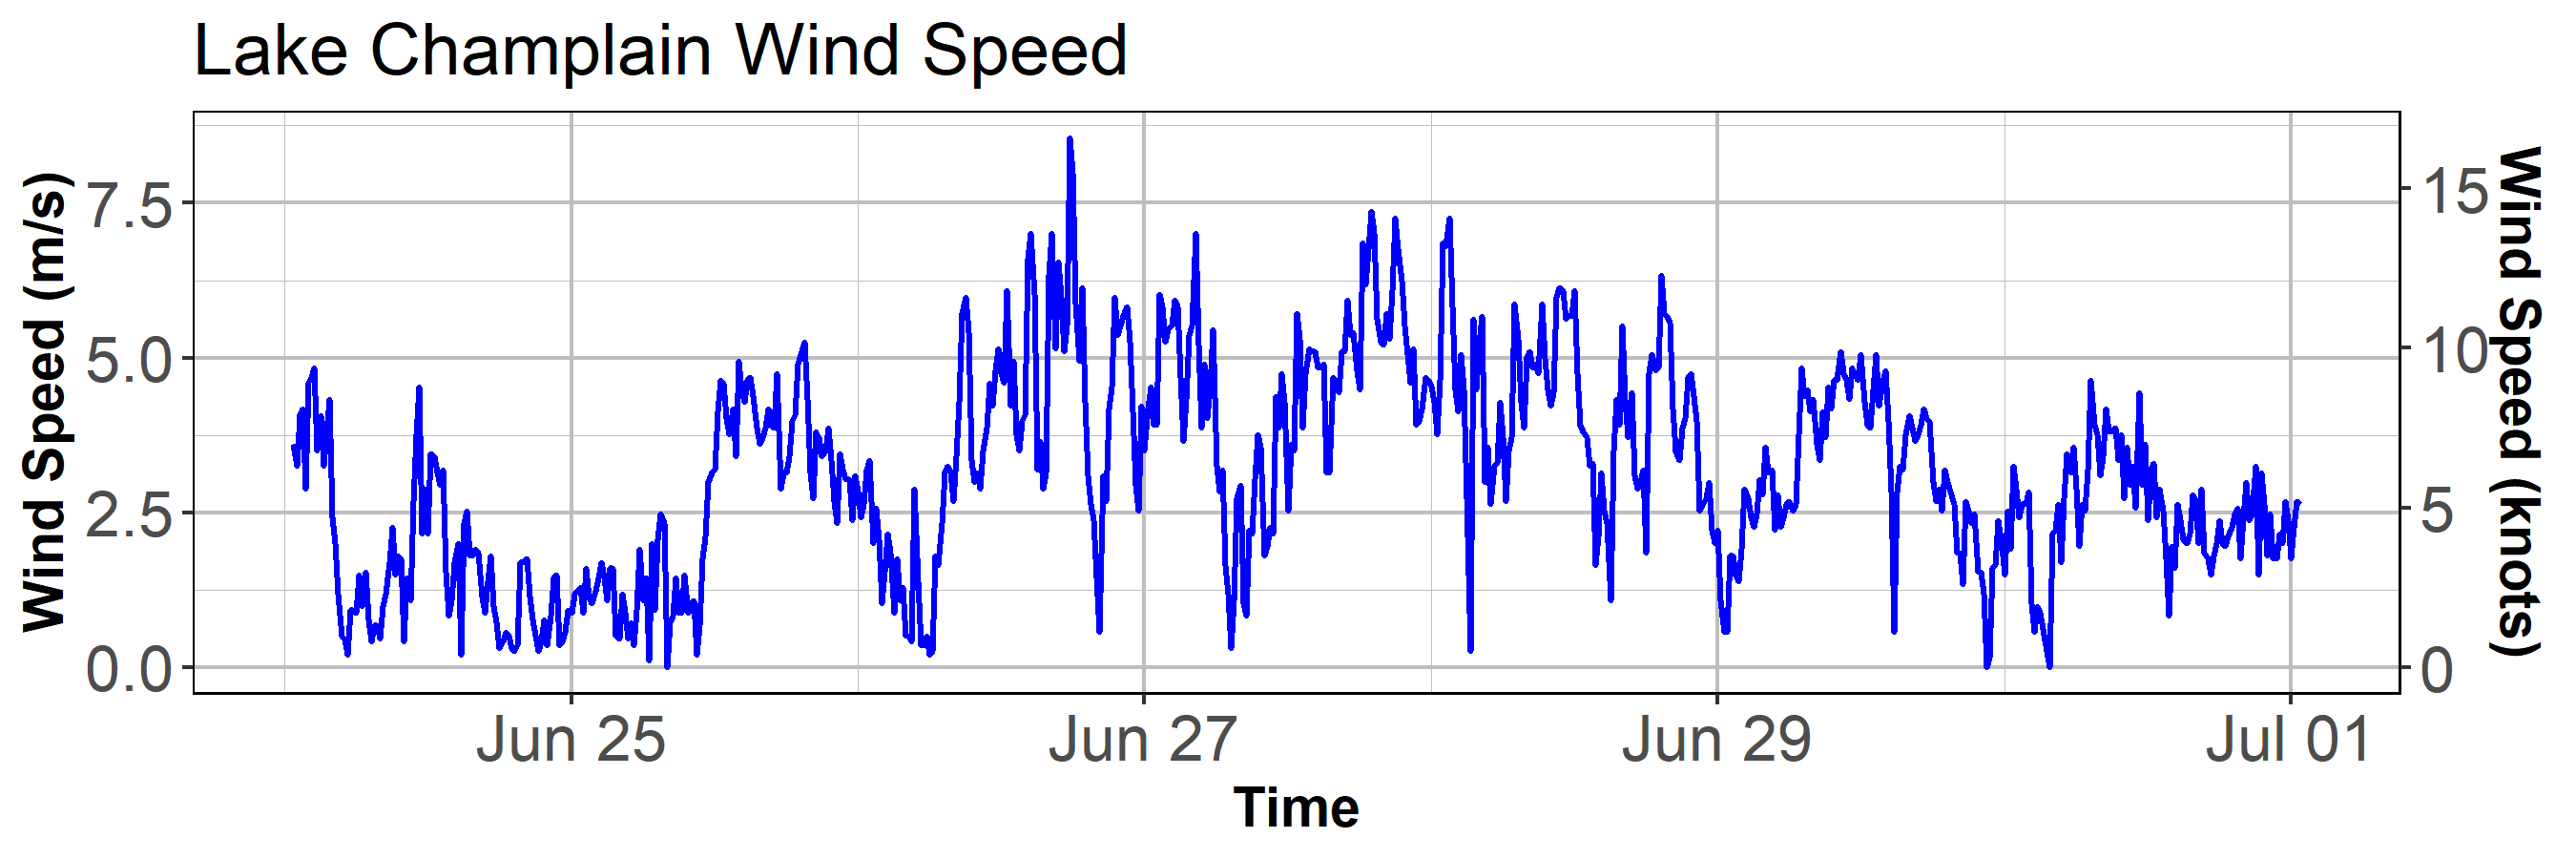 Lake Champlain Wind Speed
Wind Speed (m/s)
7.5
5.0
2.5
0.0
15
10
5
0
Wind Speed (knots)
Jun 25 Jun 27 Jun 29 Jul 01
Time